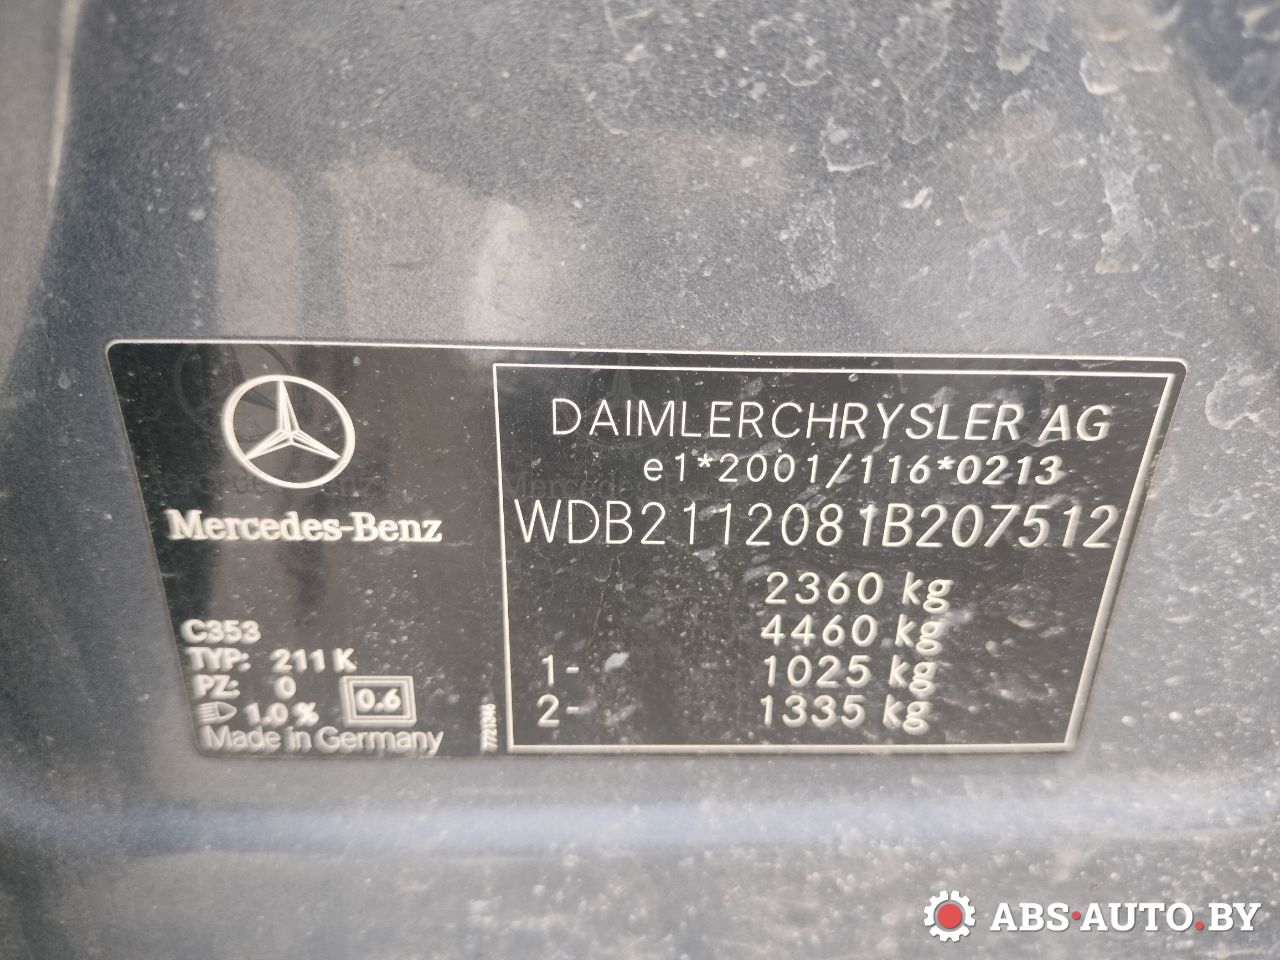 Mercedes-Benz
C353
TYP: 211 K
PZ: 0
1.0 % 0.6
Made in Germany
DAIMLERCHRYSLER AG
e1*2001/116*0213
WDB2112081B207512
2360 kg
4460 kg
1- 1025 kg
2- 1335 kg
ABS·AUTO.BY